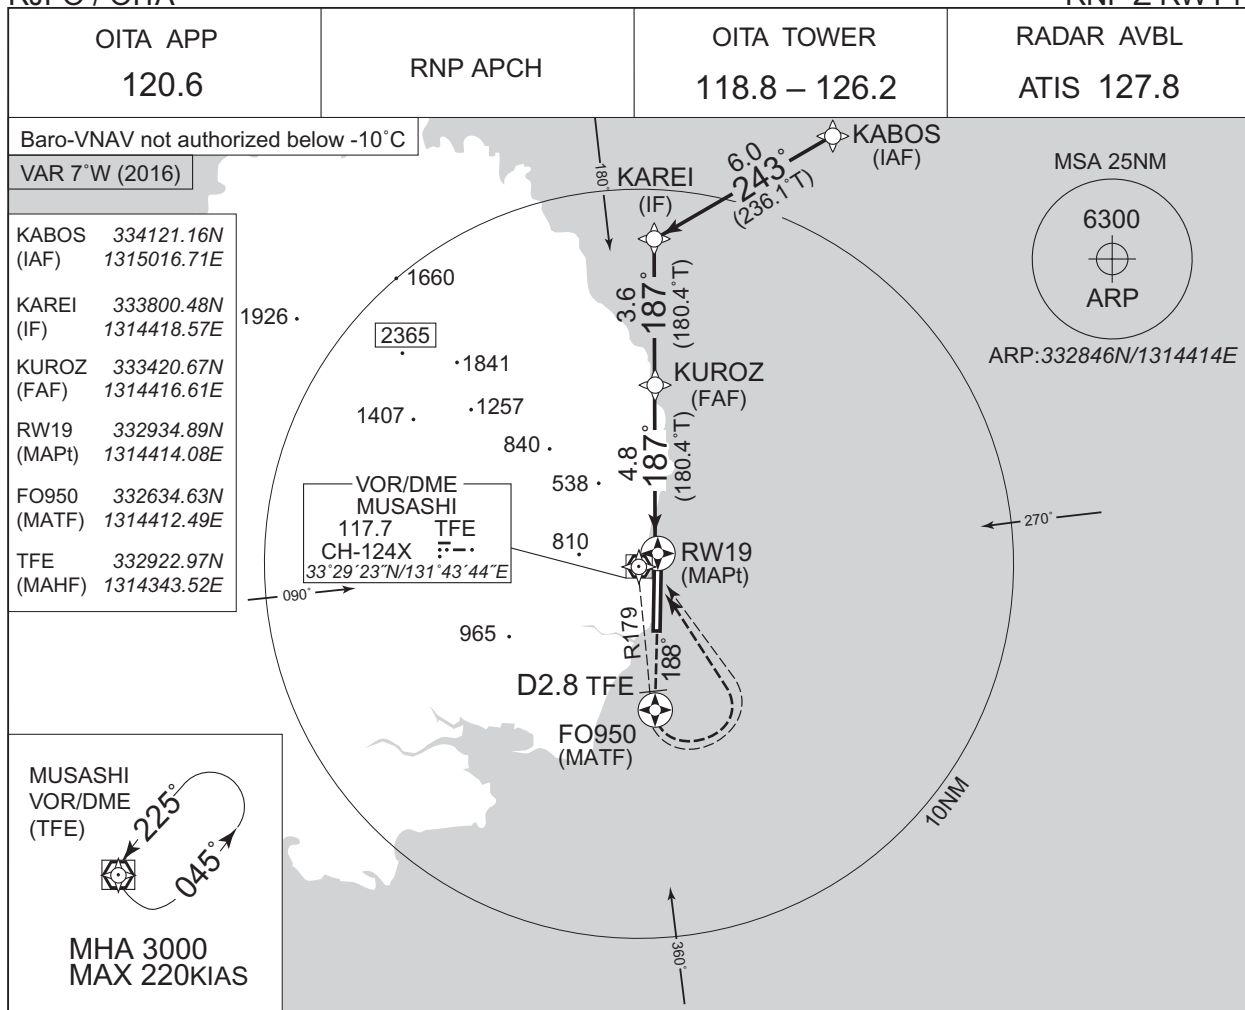 OITA APP
120.6
RNP APCH
OITA TOWER
118.8 – 126.2
RADAR AVBL
ATIS 127.8
Baro-VNAV not authorized below -10˚C
VAR 7˚W (2016)
KABOS 334121.16N
(IAF) 1315016.71E
KAREI 333800.48N
(IF) 1314418.57E
KUROZ 333420.67N
(FAF) 1314416.61E
RW19 332934.89N
(MAPt) 1314414.08E
FO950 332634.63N
(MATF) 1314412.49E
TFE 332922.97N
(MAHF) 1314343.52E
180˚
KABOS
(IAF)
6.0
243˚
(236.1˚T)
KAREI
(IF)
MSA 25NM
6300
ARP
ARP:332846N/1314414E
3.6
187˚
(180.4˚T)
1660
1926
2365
1841
1407
1257
840
538
KUROZ
(FAF)
4.8
187˚
(180.4˚T)
VOR/DME
MUSASHI
117.7 TFE
CH-124X
33˚29´23˝N/131˚43´44˝E
810
RW19
(MAPt)
270˚
090˚
965
R179
188˚
D2.8 TFE
FO950
(MATF)
10NM
360˚
MUSASHI
VOR/DME
(TFE)
225˚
045˚
MHA 3000
MAX 220KIAS